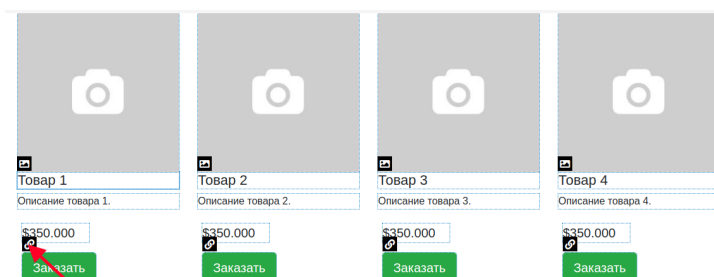 Товар 1 Товар 2 Товар 3 Товар 4
Описание товара 1. Описание товара 2. Описание товара 3. Описание товара 4.
$350.000 $350.000 $350.000 $350.000
Заказать Заказать Заказать Заказать